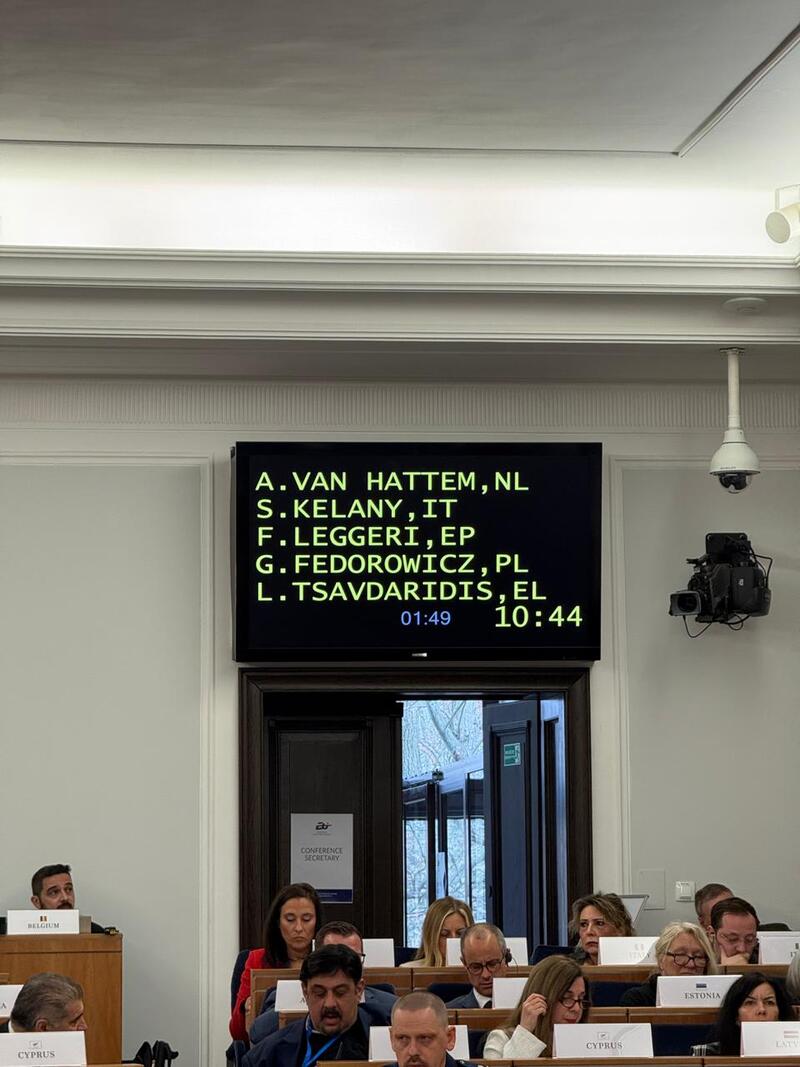 A.VAN HATTEM,NL
S.KELANY,IT
F.LEGGERI,EP
G.FEDOROWICZ,PL
L.TSAVDARIDIS,EL
01:49 10:44
CONFERENCE
SECRETARY
BELGIUM
ITALY
ESTONIA
CYPRUS
CYPRUS